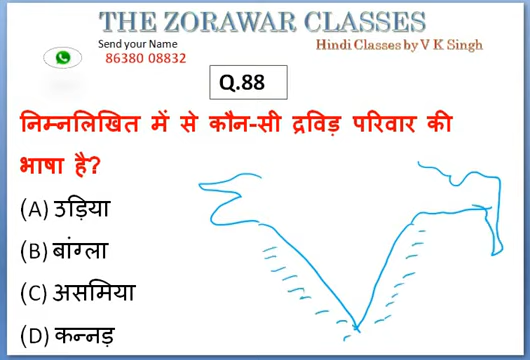 THE ZORAWAR CLASSES
Send your Name
Hindi Classes by V K Singh
86380 08832
Q.88
निम्नलिखित में से कौन-सी द्रविड़ परिवार की
भाषा है?
(A) उड़िया
(B) बांग्ला
(C) असमिया
(D) कन्नड़